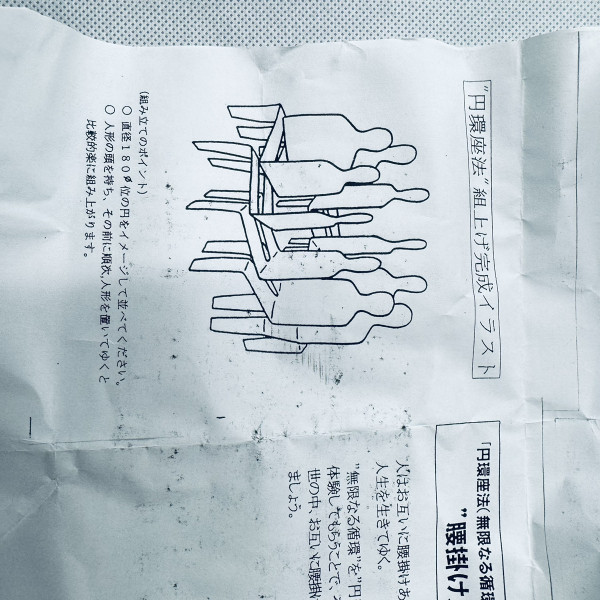 "円環座法"組上げ完成イラスト
(組み立てのポイント)
○ 直径180φ位の円をイメージして並べてください。
○ 人形の頭を持ち、その前に順次、人形を置いてゆくと
比較的楽に組み上がります。
「円環座法(無限なる循環
"腰掛け
人はお互いに腰掛けあ
人生を生きてゆく。
"無限なる循環"を"円
体験してもらうことで、
世の中、お互いに腰掛け
ましょう。